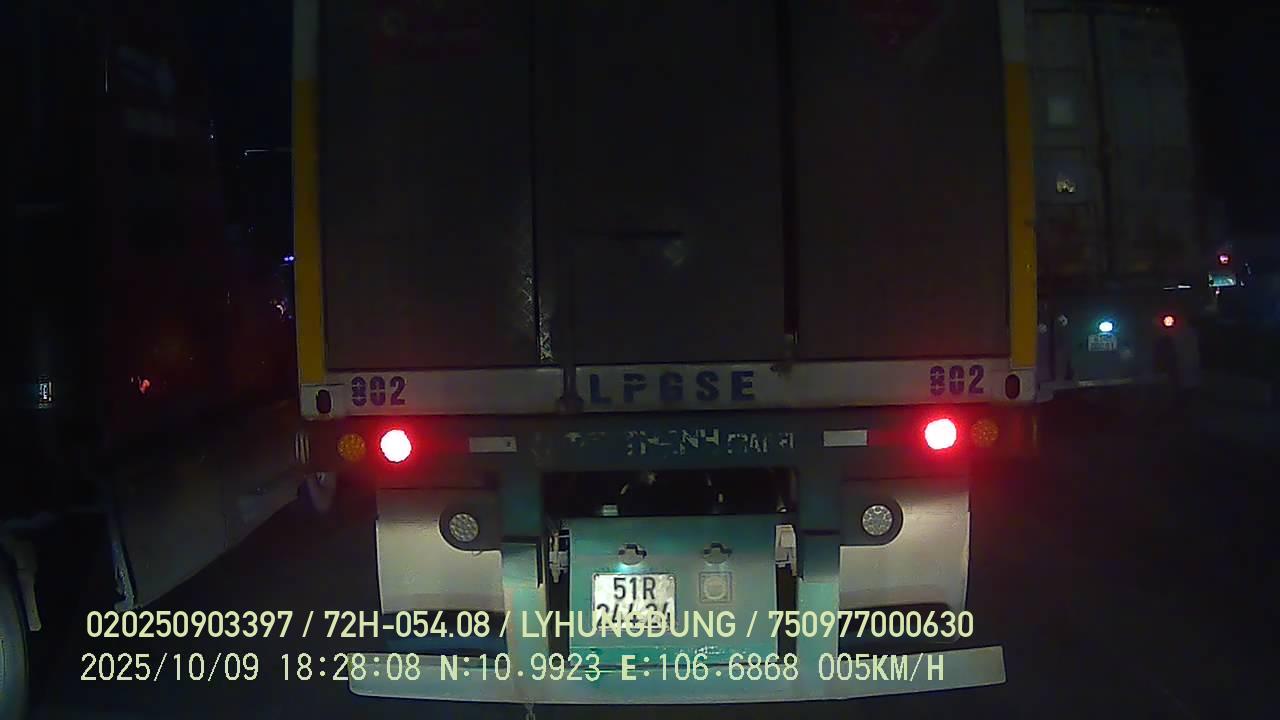 802 LPGSE 802
51R
020250903397 / 72H-054.08 / LYHUNGDUNG / 750977000630
2025/10/09 18:28:08 N:10.9923 E:106.6868 005KM/H